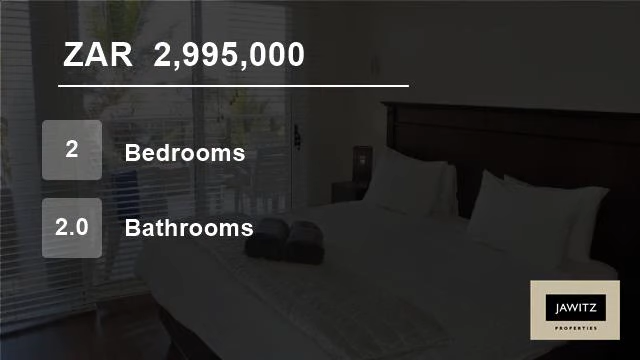 ZAR 2,995,000
2
Bedrooms
2.0
Bathrooms
JAWITZ
PROPERTIES